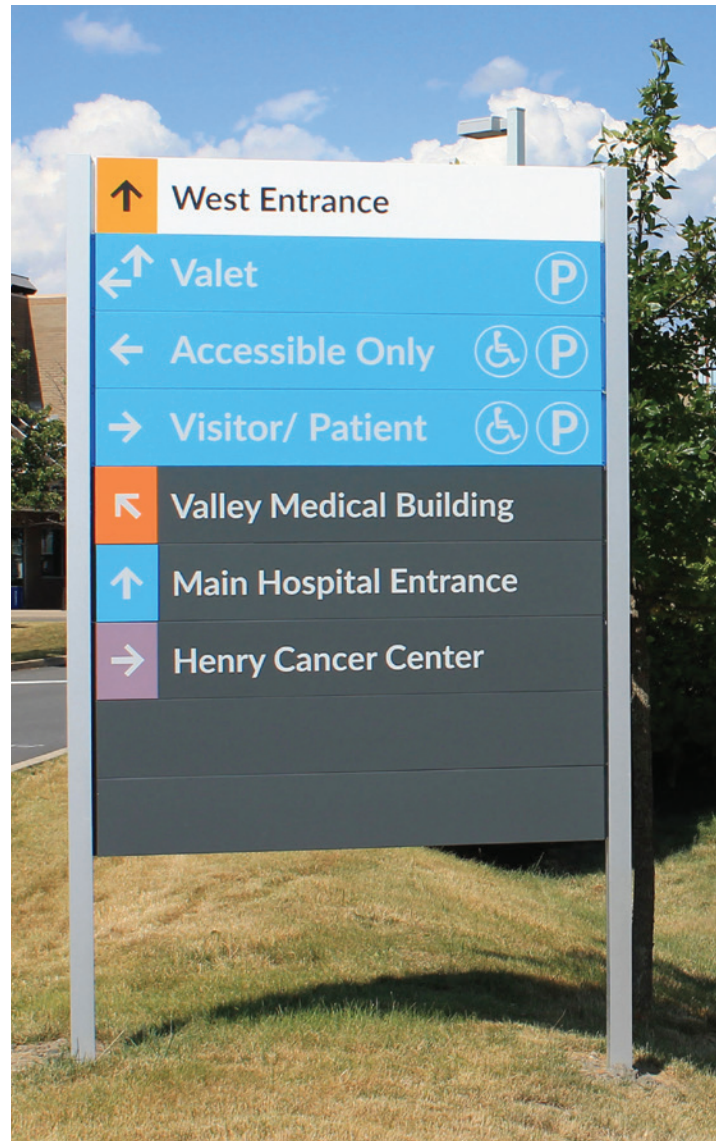 West Entrance
Valet P
Accessible Only P
Visitor/ Patient P
Valley Medical Building
Main Hospital Entrance
Henry Cancer Center